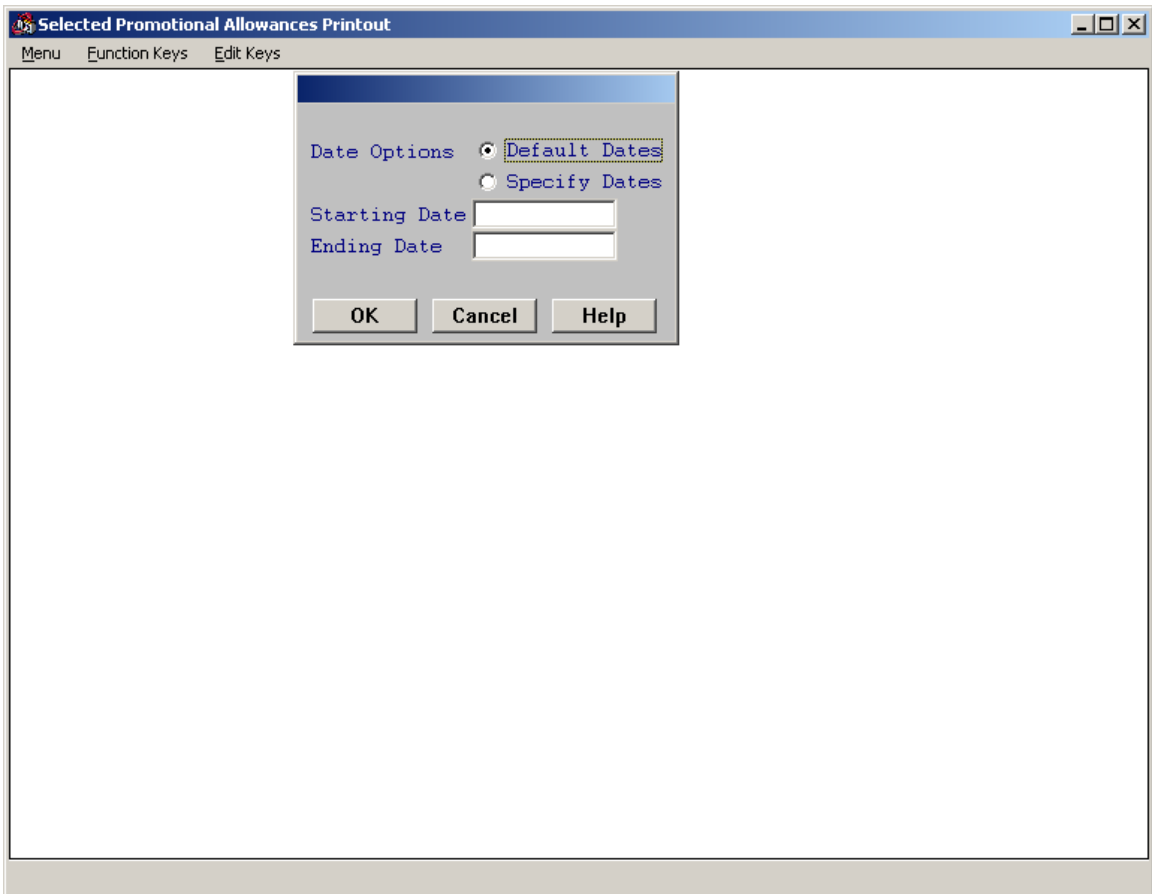 Selected Promotional Allowances Printout
Menu Function Keys Edit Keys
Date Options Default Dates
Specify Dates
Starting Date
Ending Date
OK Cancel Help